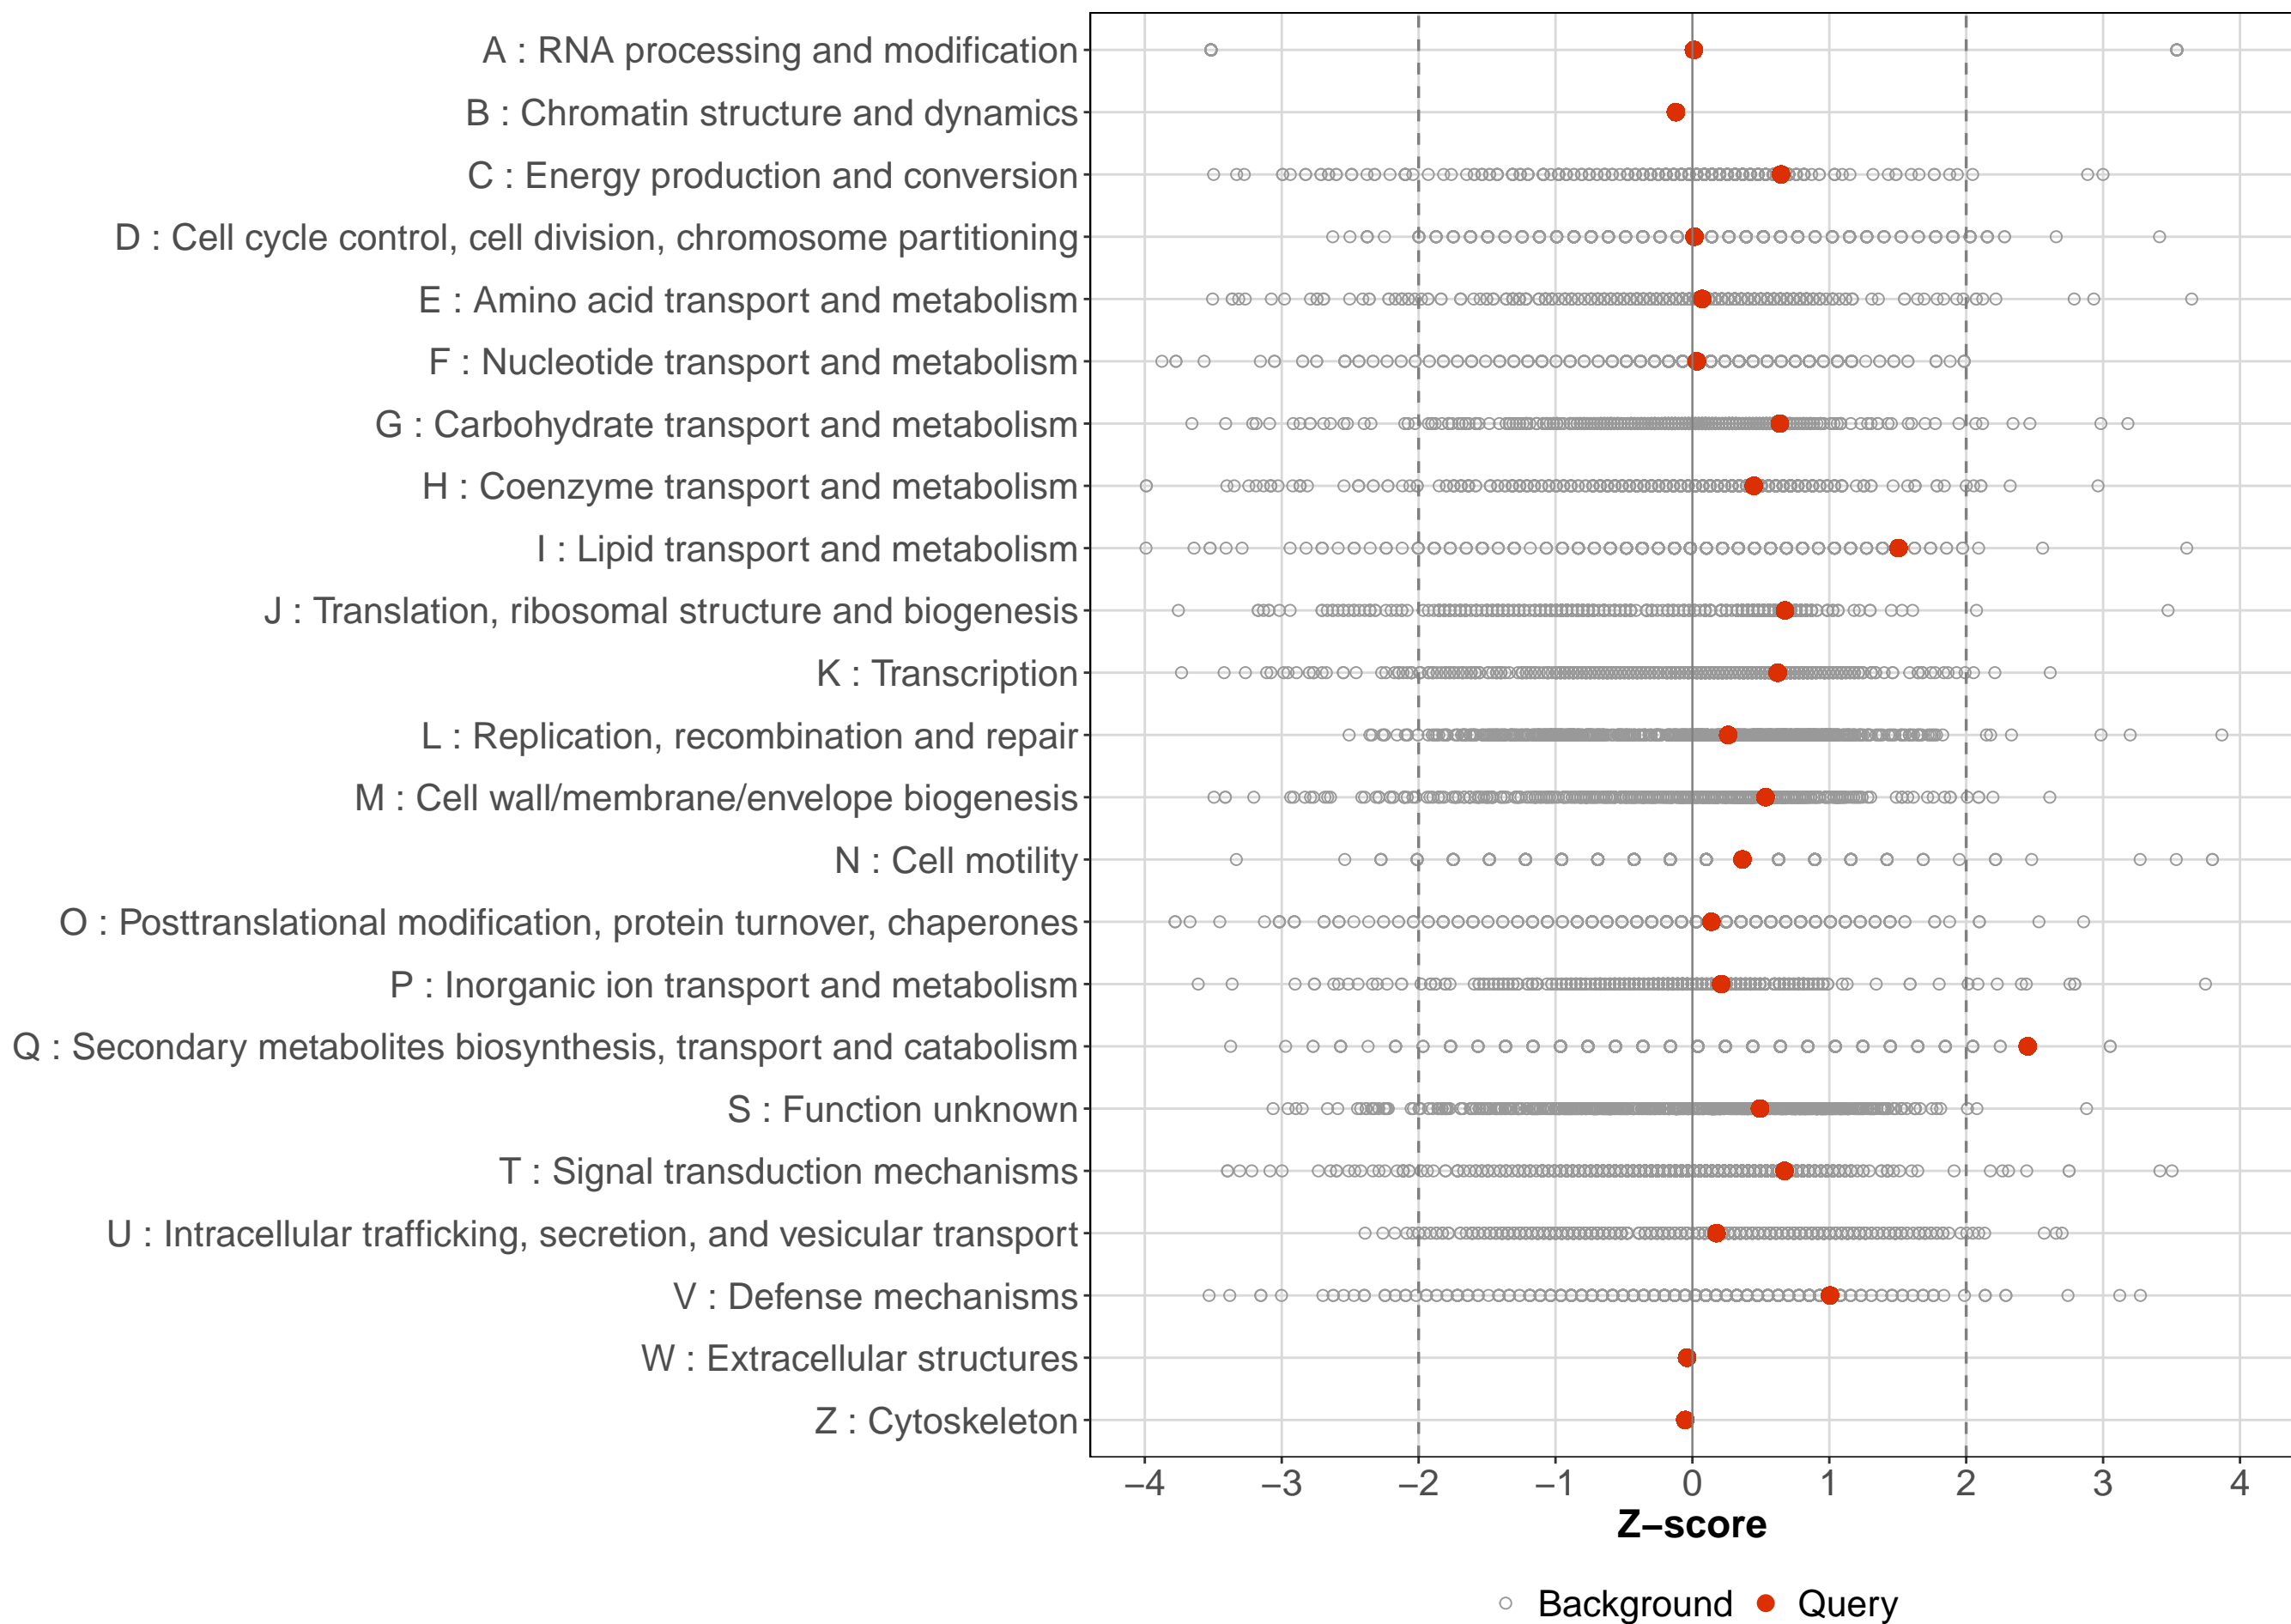 A : RNA processing and modification
B : Chromatin structure and dynamics
C : Energy production and conversion
D : Cell cycle control, cell division, chromosome partitioning
E : Amino acid transport and metabolism
F : Nucleotide transport and metabolism
G : Carbohydrate transport and metabolism
H : Coenzyme transport and metabolism
I : Lipid transport and metabolism
J : Translation, ribosomal structure and biogenesis
K : Transcription
L : Replication, recombination and repair
M : Cell wall/membrane/envelope biogenesis
N : Cell motility
O : Posttranslational modification, protein turnover, chaperones
P : Inorganic ion transport and metabolism
Q : Secondary metabolites biosynthesis, transport and catabolism
S : Function unknown
T : Signal transduction mechanisms
U : Intracellular trafficking, secretion, and vesicular transport
V : Defense mechanisms
W : Extracellular structures
Z : Cytoskeleton
−4 −3 −2 −1 0 1 2 3 4
Z−score
Background Query